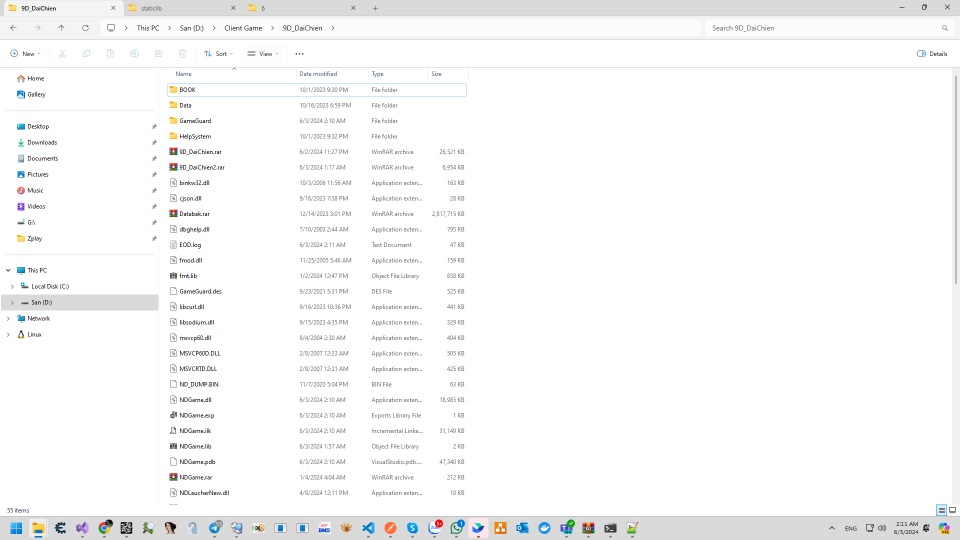 9D_DaiChien
staticlib
6
This PC
San (D:)
Client Game
9D_DaiChien
Search 9D_DaiChien
New
Sort
View
Details
Home
Gallery
Desktop
Downloads
Documents
Pictures
Music
Videos
G:\
Zplay
This PC
Local Disk (C:)
San (D:)
Network
Linux
Name Date modified Type Size
BOOK 10/1/2023 9:30 PM File folder
Data 10/16/2023 6:59 PM File folder
GameGuard 6/3/2024 2:10 AM File folder
HelpSystem 10/1/2023 9:32 PM File folder
9D_DaiChien.rar 6/2/2024 11:27 PM WinRAR archive 26,521 KB
9D_DaiChien2.rar 6/3/2024 1:17 AM WinRAR archive 6,954 KB
binkw32.dll 10/3/2006 11:56 AM Application exten... 163 KB
cjson.dll 9/16/2023 7:38 PM Application exten... 28 KB
Databak.rar 12/14/2023 3:01 PM WinRAR archive 2,817,715 KB
dbghelp.dll 7/10/2003 2:44 AM Application exten... 795 KB
EOD.log 6/3/2024 2:11 AM Text Document 47 KB
fmod.dll 11/25/2005 5:46 AM Application exten... 159 KB
fmt.lib 1/2/2024 12:47 PM Object File Library 858 KB
GameGuard.des 9/23/2021 5:31 PM DES File 525 KB
libcurl.dll 9/16/2023 10:36 PM Application exten... 441 KB
libsodium.dll 9/15/2023 4:35 PM Application exten... 329 KB
msvcp60.dll 8/4/2004 2:30 AM Application exten... 404 KB
MSVCP60D.DLL 2/8/2007 12:23 AM Application exten... 505 KB
MSVCRTD.DLL 2/8/2007 12:21 AM Application exten... 425 KB
ND_DUMP.BIN 11/7/2020 5:04 PM BIN File 63 KB
NDGame.dll 6/3/2024 2:10 AM Application exten... 18,985 KB
NDGame.exp 6/3/2024 2:10 AM Exports Library File 1 KB
NDGame.ilk 6/3/2024 2:10 AM Incremental Linke... 31,149 KB
NDGame.lib 6/3/2024 1:57 AM Object File Library 2 KB
NDGame.pdb 6/3/2024 2:10 AM VisualStudio.pdb.... 47,340 KB
NDGame.rar 1/4/2024 4:04 AM WinRAR archive 212 KB
NDLaucherNew.dll 4/8/2024 12:11 PM Application exten... 10 KB
55 items
ENG
2:11 AM
6/3/2024